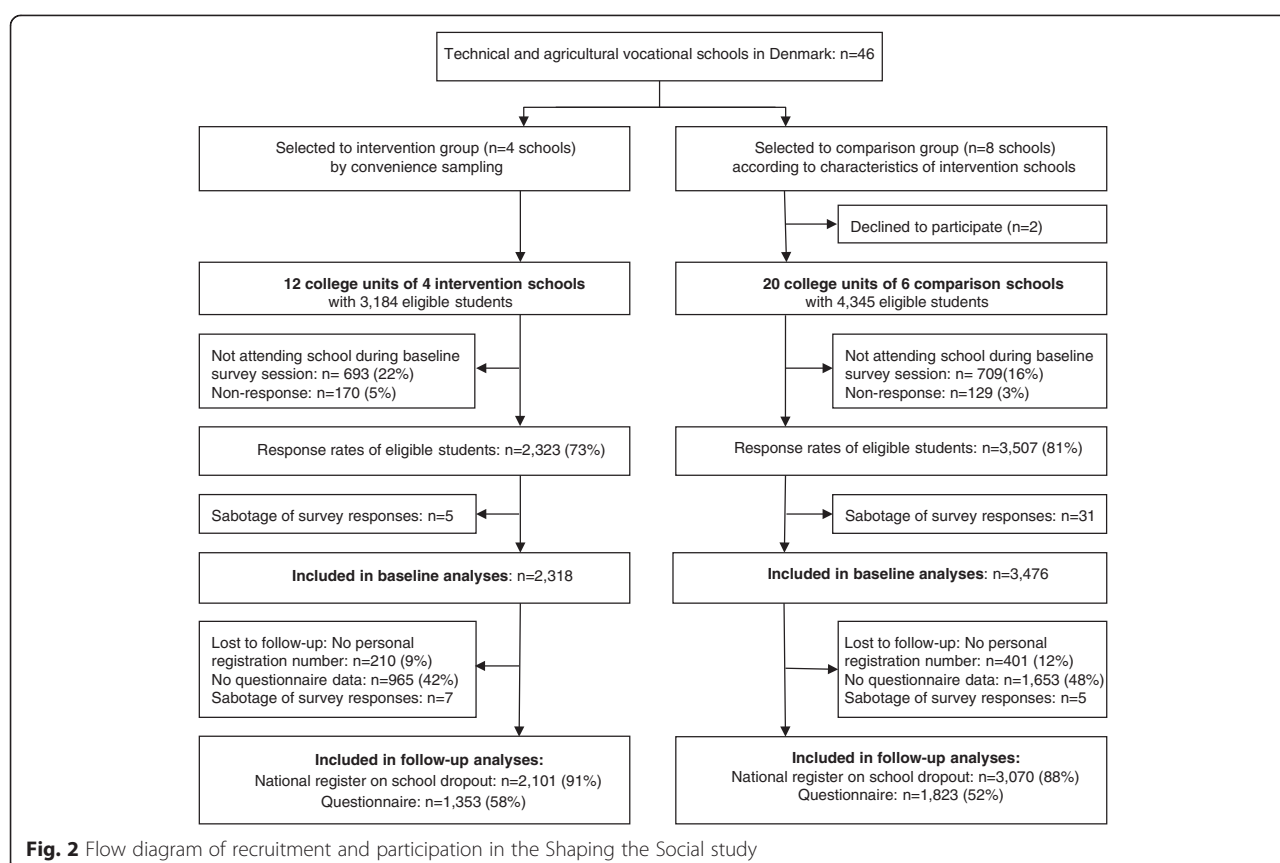 Technical and agricultural vocational schools in Denmark: n=46
Selected to intervention group (n=4 schools)
by convenience sampling
Selected to comparison group (n=8 schools)
according to characteristics of intervention schools
Declined to participate (n=2)
12 college units of 4 intervention schools
with 3,184 eligible students
20 college units of 6 comparison schools
with 4,345 eligible students
Not attending school during baseline
survey session: n= 693 (22%)
Non-response: n=170 (5%)
Not attending school during baseline
survey session: n= 709(16%)
Non-response: n=129 (3%)
Response rates of eligible students: n=2,323 (73%)
Response rates of eligible students: n=3,507 (81%)
Sabotage of survey responses: n=5
Sabotage of survey responses: n=31
Included in baseline analyses: n=2,318
Included in baseline analyses: n=3,476
Lost to follow-up: No personal
registration number: n=210 (9%)
No questionnaire data: n=965 (42%)
Sabotage of survey responses: n=7
Lost to follow-up: No personal
registration number: n=401 (12%)
No questionnaire data: n=1,653 (48%)
Sabotage of survey responses: n=5
Included in follow-up analyses:
National register on school dropout: n=2,101 (91%)
Questionnaire: n=1,353 (58%)
Included in follow-up analyses:
National register on school dropout: n=3,070 (88%)
Questionnaire: n=1,823 (52%)
Fig. 2 Flow diagram of recruitment and participation in the Shaping the Social study